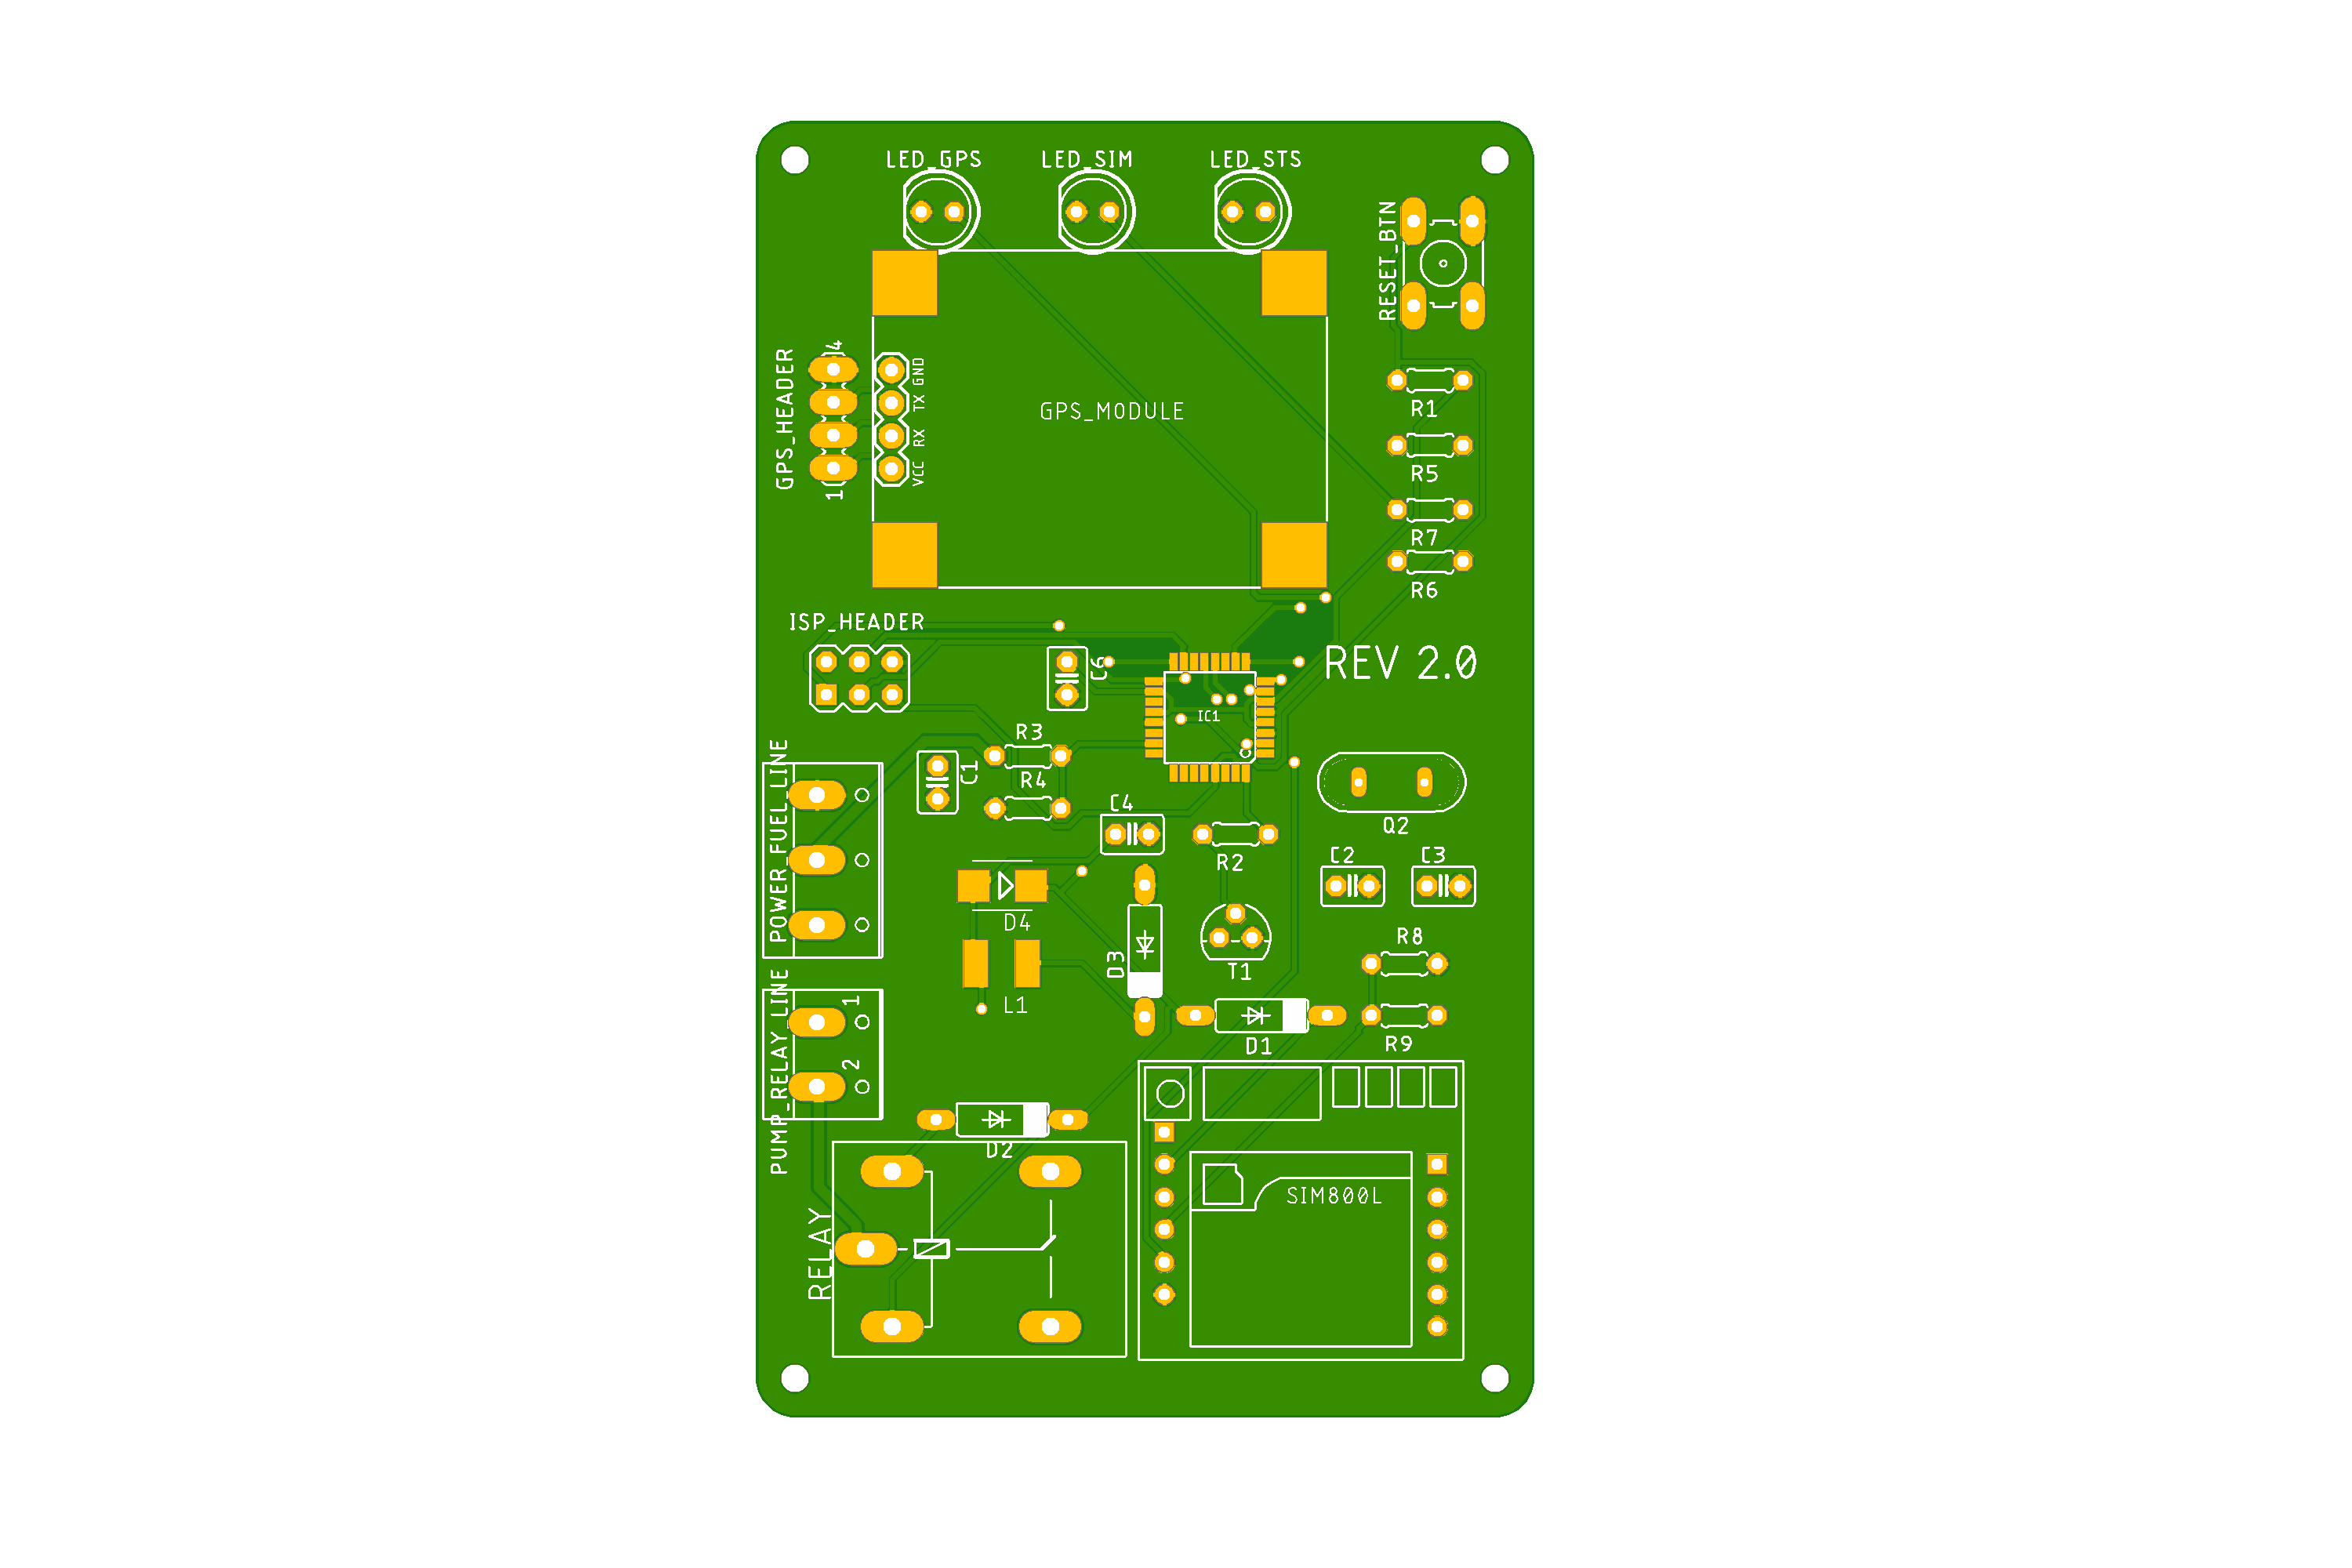 LED_GPS
LED_SIM
LED_STS
RESET_BTN
GPS_HEADER
4
1
GND
TX
RX
VCC
GPS_MODULE
R1
R5
R7
R6
ISP_HEADER
C6
REV 2.0
IC1
R3
C1
R4
C4
Q2
POWER_FUEL_LINE
R2
C2
C3
D4
R8
D3
T1
L1
PUMP_RELAY_LINE
1
2
D1
R9
D2
SIM800L
RELAY